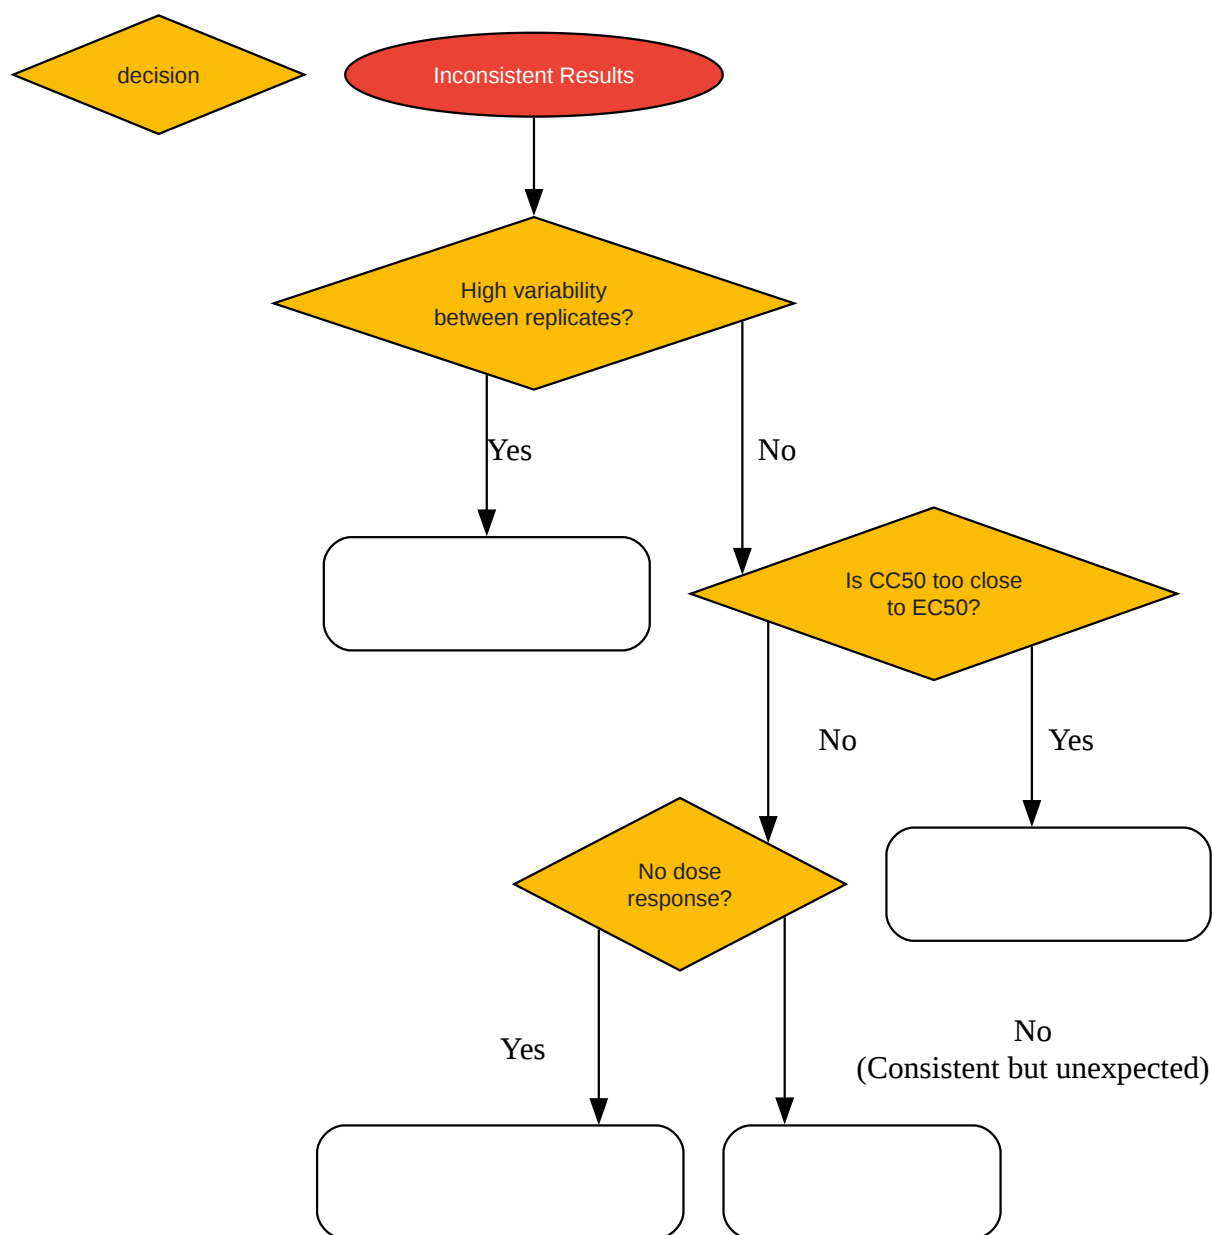 decision
Inconsistent Results
High variability
between replicates?
Yes
No
Is CC50 too close
to EC50?
No
Yes
No dose
response?
Yes
No
(Consistent but unexpected)